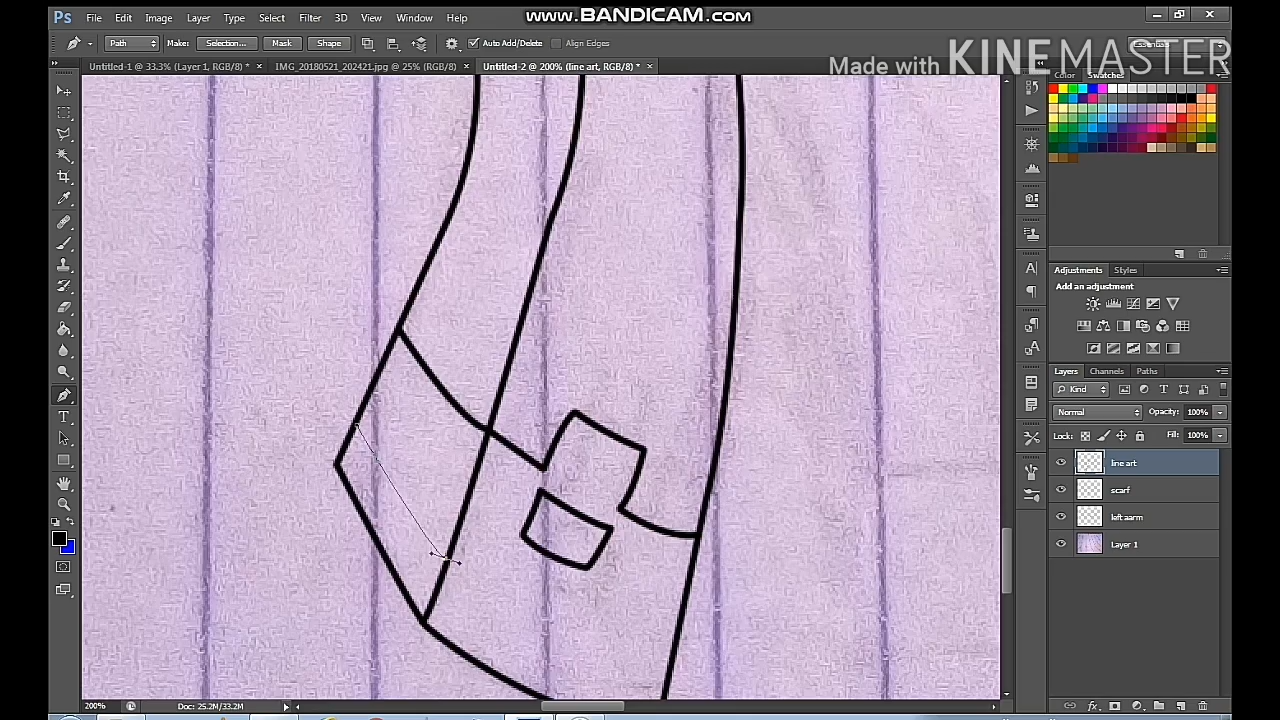 www.BANDICAM.com
Ps File Edit Image Layer Type Select Filter 3D View Window Help
Path Make: Selection... Mask Shape Auto Add/Delete Align Edges Essentials
Made with KINEMASTER
Untitled-1 @ 33.3% (Layer 1, RGB/8) * × IMG_20180521_202421.jpg @ 25% (RGB/8) × Untitled-2 @ 200% (line art, RGB/8) * ×
Color Swatches
Adjustments Styles
Add an adjustment
Layers Channels Paths
Kind
Normal Opacity: 100%
Lock: Fill: 100%
line art
scarf
left aarm
Layer 1
200% Doc: 25.2M/33.2M